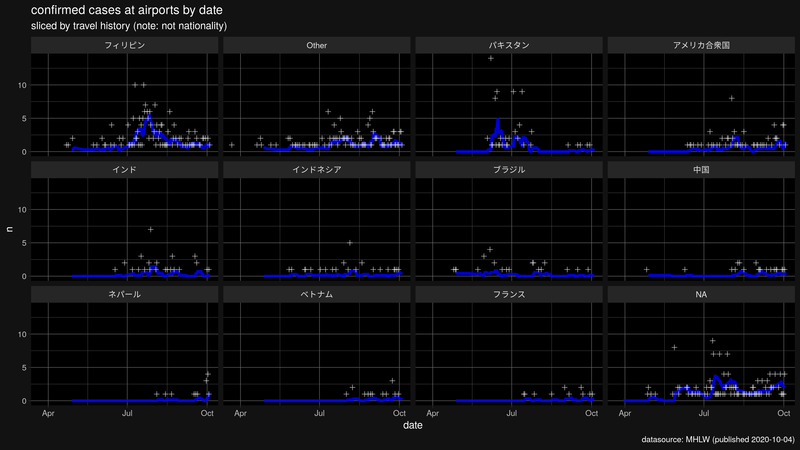 confirmed cases at airports by date
sliced by travel history (note: not nationality)
フィリピン Other パキスタン アメリカ合衆国
10
5
0
インド インドネシア ブラジル 中国
10
5
0
n
ネパール ベトナム フランス NA
10
5
0
Apr Jul Oct Apr Jul Oct Apr Jul Oct Apr Jul Oct
date
datasource: MHLW (published 2020-10-04)